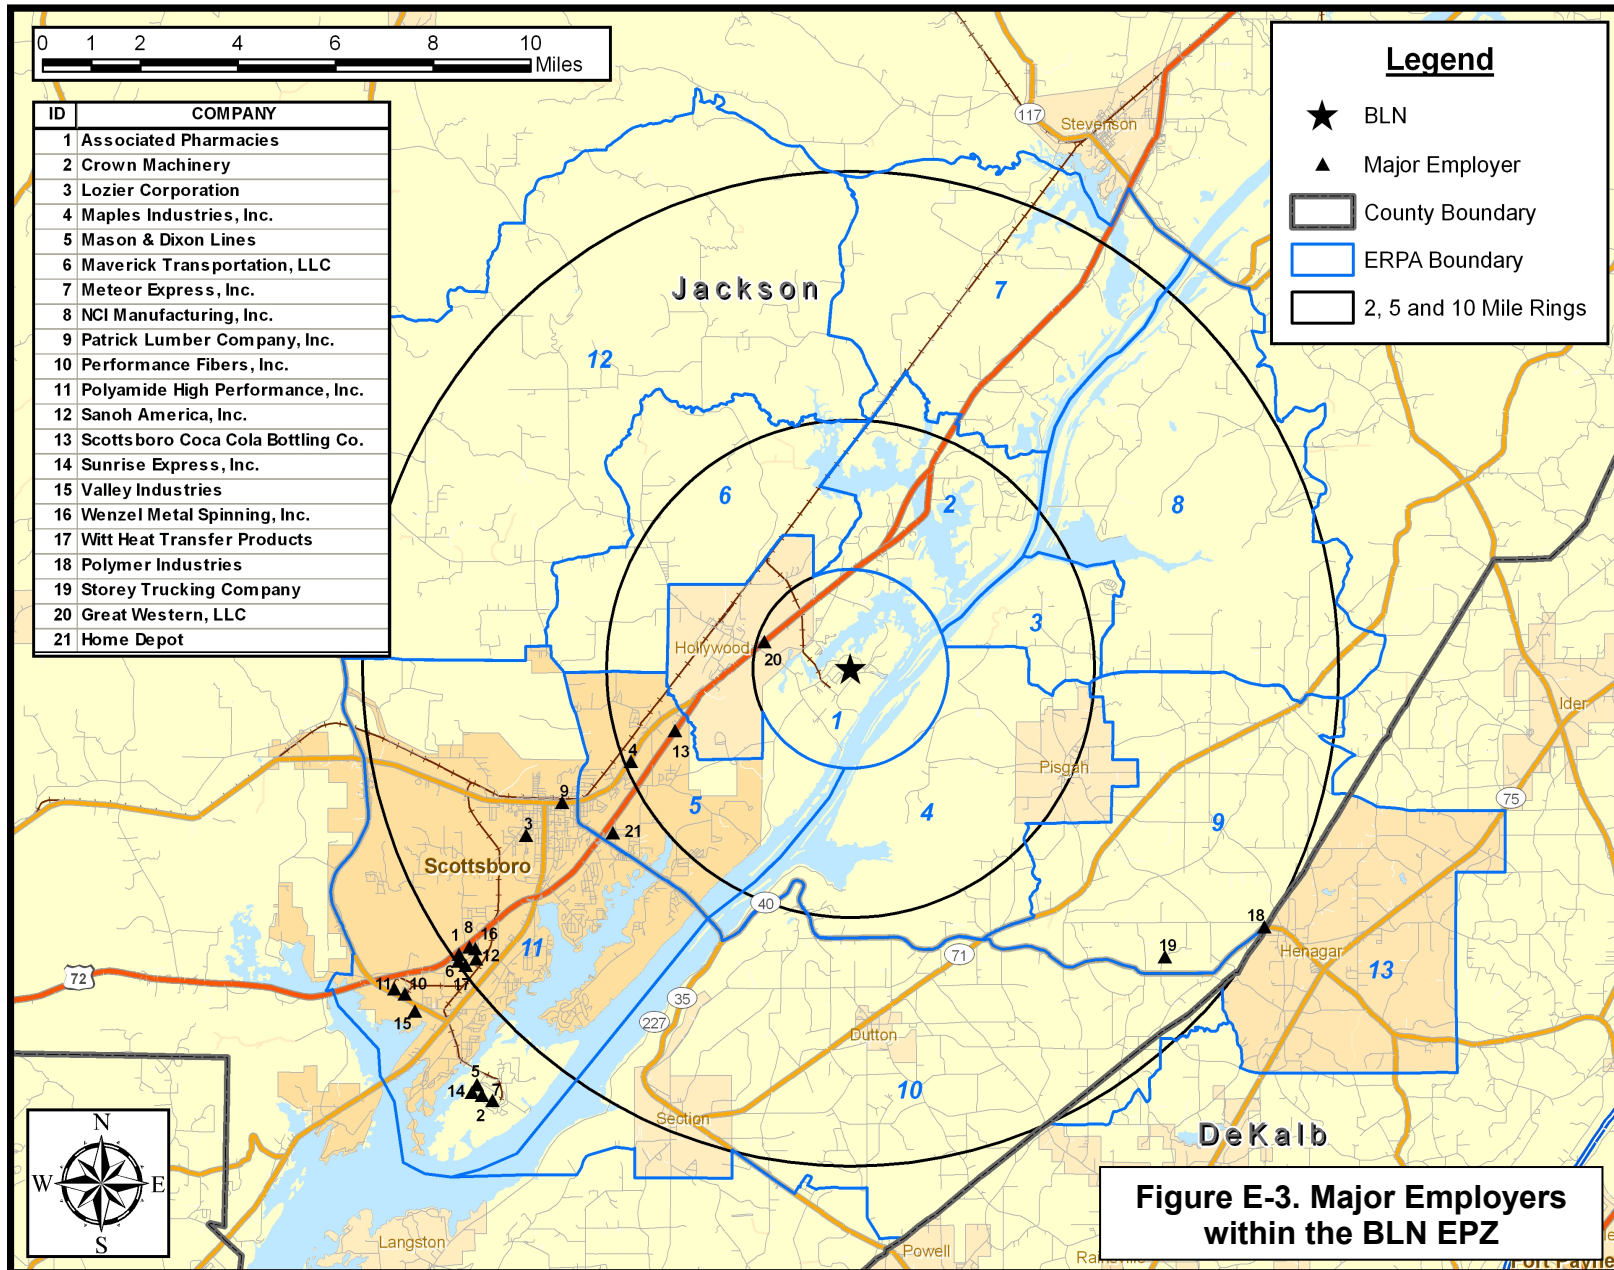 0 1 2 4 6 8 10
Miles
ID COMPANY
1 Associated Pharmacies
2 Crown Machinery
3 Lozier Corporation
4 Maples Industries, Inc.
5 Mason & Dixon Lines
6 Maverick Transportation, LLC
7 Meteor Express, Inc.
8 NCI Manufacturing, Inc.
9 Patrick Lumber Company, Inc.
10 Performance Fibers, Inc.
11 Polyamide High Performance, Inc.
12 Sanoh America, Inc.
13 Scottsboro Coca Cola Bottling Co.
14 Sunrise Express, Inc.
15 Valley Industries
16 Wenzel Metal Spinning, Inc.
17 Witt Heat Transfer Products
18 Polymer Industries
19 Storey Trucking Company
20 Great Western, LLC
21 Home Depot
Legend
BLN
Major Employer
County Boundary
ERPA Boundary
2, 5 and 10 Mile Rings
117
Stevenson
Jackson
7
12
6
2
8
3
Hollywood
20
1
Ider
4
13
Pisgah
75
9
5
4
9
3
21
Scottsboro
40
18
1
8
16
11
12
6
17
71
19
Henagar
13
72
11
10
15
35
227
Dutton
10
5
14
7
2
Section
DeKalb
N
W E
S
Langston
Powell
Figure E-3. Major Employers
within the BLN EPZ